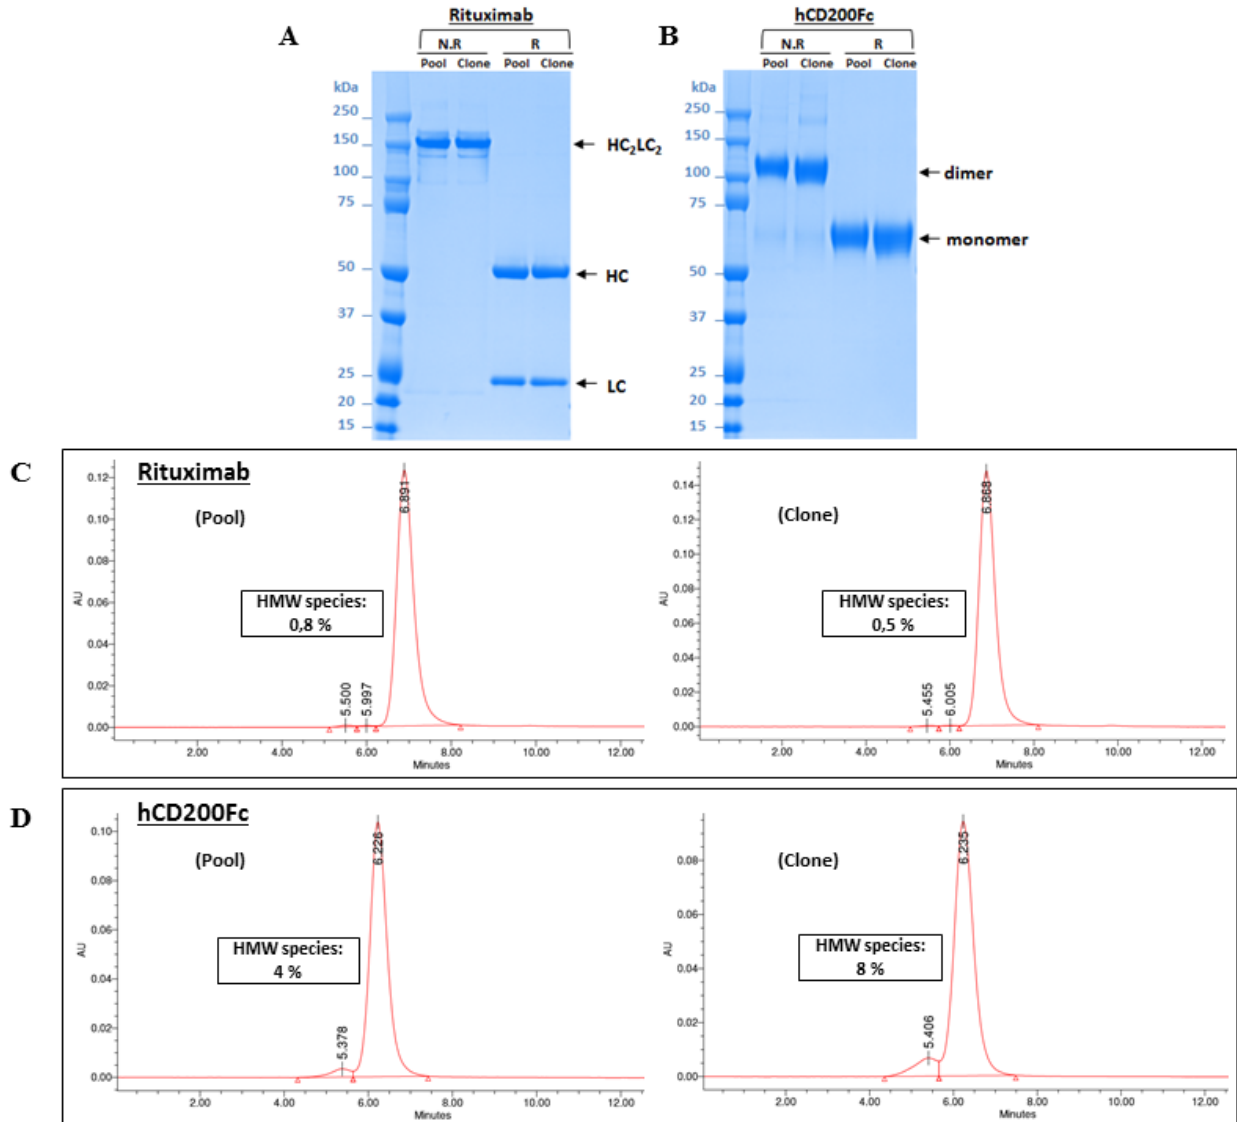 A
Rituximab
N.R R
Pool Clone Pool Clone
kDa
250
150
100
75
50
37
25
20
15
HC2LC2
HC
LC
B
hCD200Fc
N.R R
Pool Clone Pool Clone
kDa
250
150
100
75
50
37
25
20
15
dimer
monomer
C
Rituximab
(Pool)
HMW species:
0,8 %
AU
0.12
0.10
0.08
0.06
0.04
0.02
0.00
5.500
5.997
6.891
2.00 4.00 6.00 8.00 10.00 12.00
Minutes
(Clone)
HMW species:
0,5 %
AU
0.14
0.12
0.10
0.08
0.06
0.04
0.02
0.00
5.455
6.005
6.868
2.00 4.00 6.00 8.00 10.00 12.00
Minutes
D
hCD200Fc
(Pool)
HMW species:
4 %
AU
0.10
0.08
0.06
0.04
0.02
0.00
5.378
6.226
2.00 4.00 6.00 8.00 10.00 12.00
Minutes
(Clone)
HMW species:
8 %
AU
0.08
0.06
0.04
0.02
0.00
5.406
6.235
2.00 4.00 6.00 8.00 10.00 12.00
Minutes